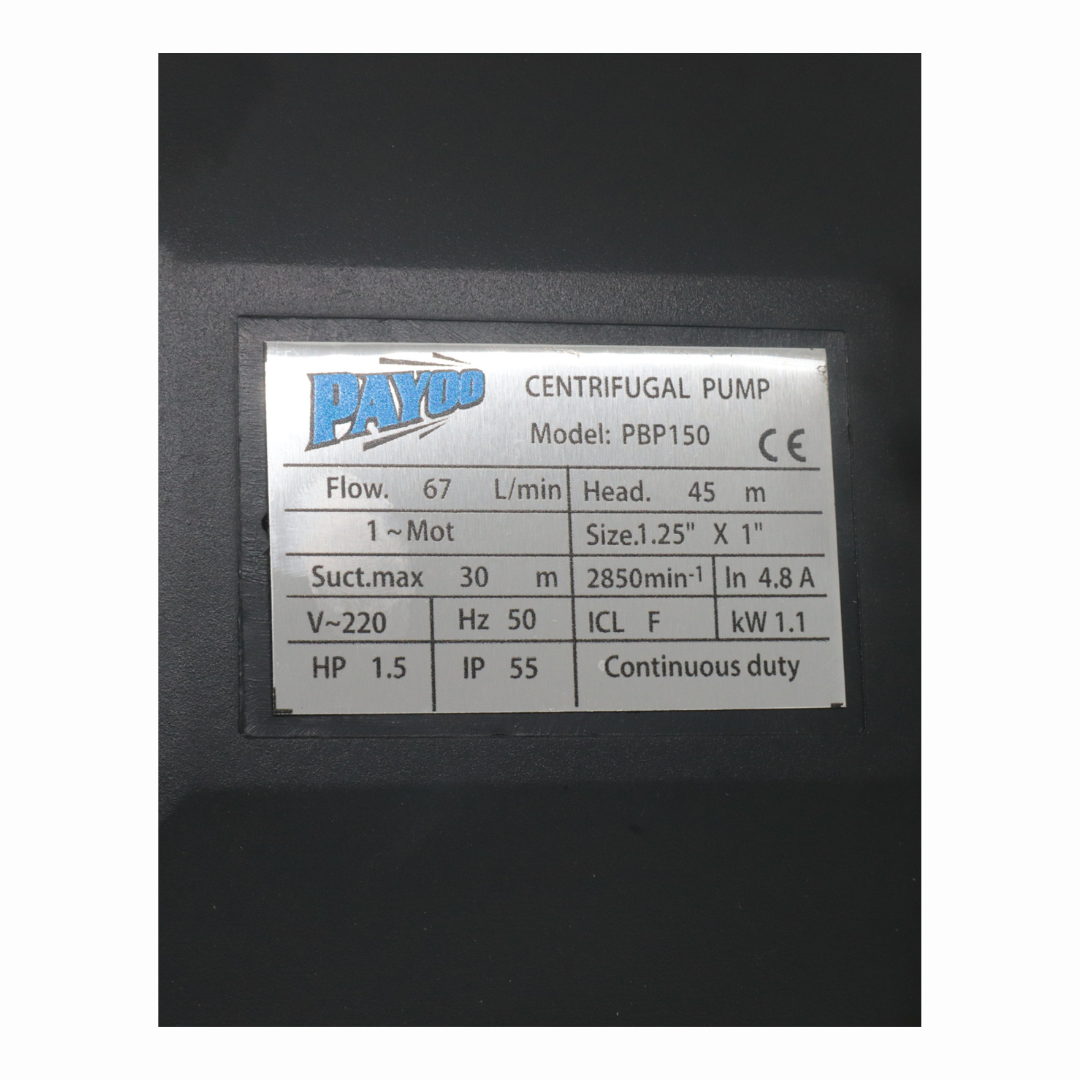 PAYOO
CENTRIFUGAL PUMP
Model: PBP150
CE
Flow. 67 L/min Head. 45 m
1 ~ Mot Size.1.25" X 1"
Suct.max 30 m 2850min-1 In 4.8 A
V~220 Hz 50 ICL F kW 1.1
HP 1.5 IP 55 Continuous duty